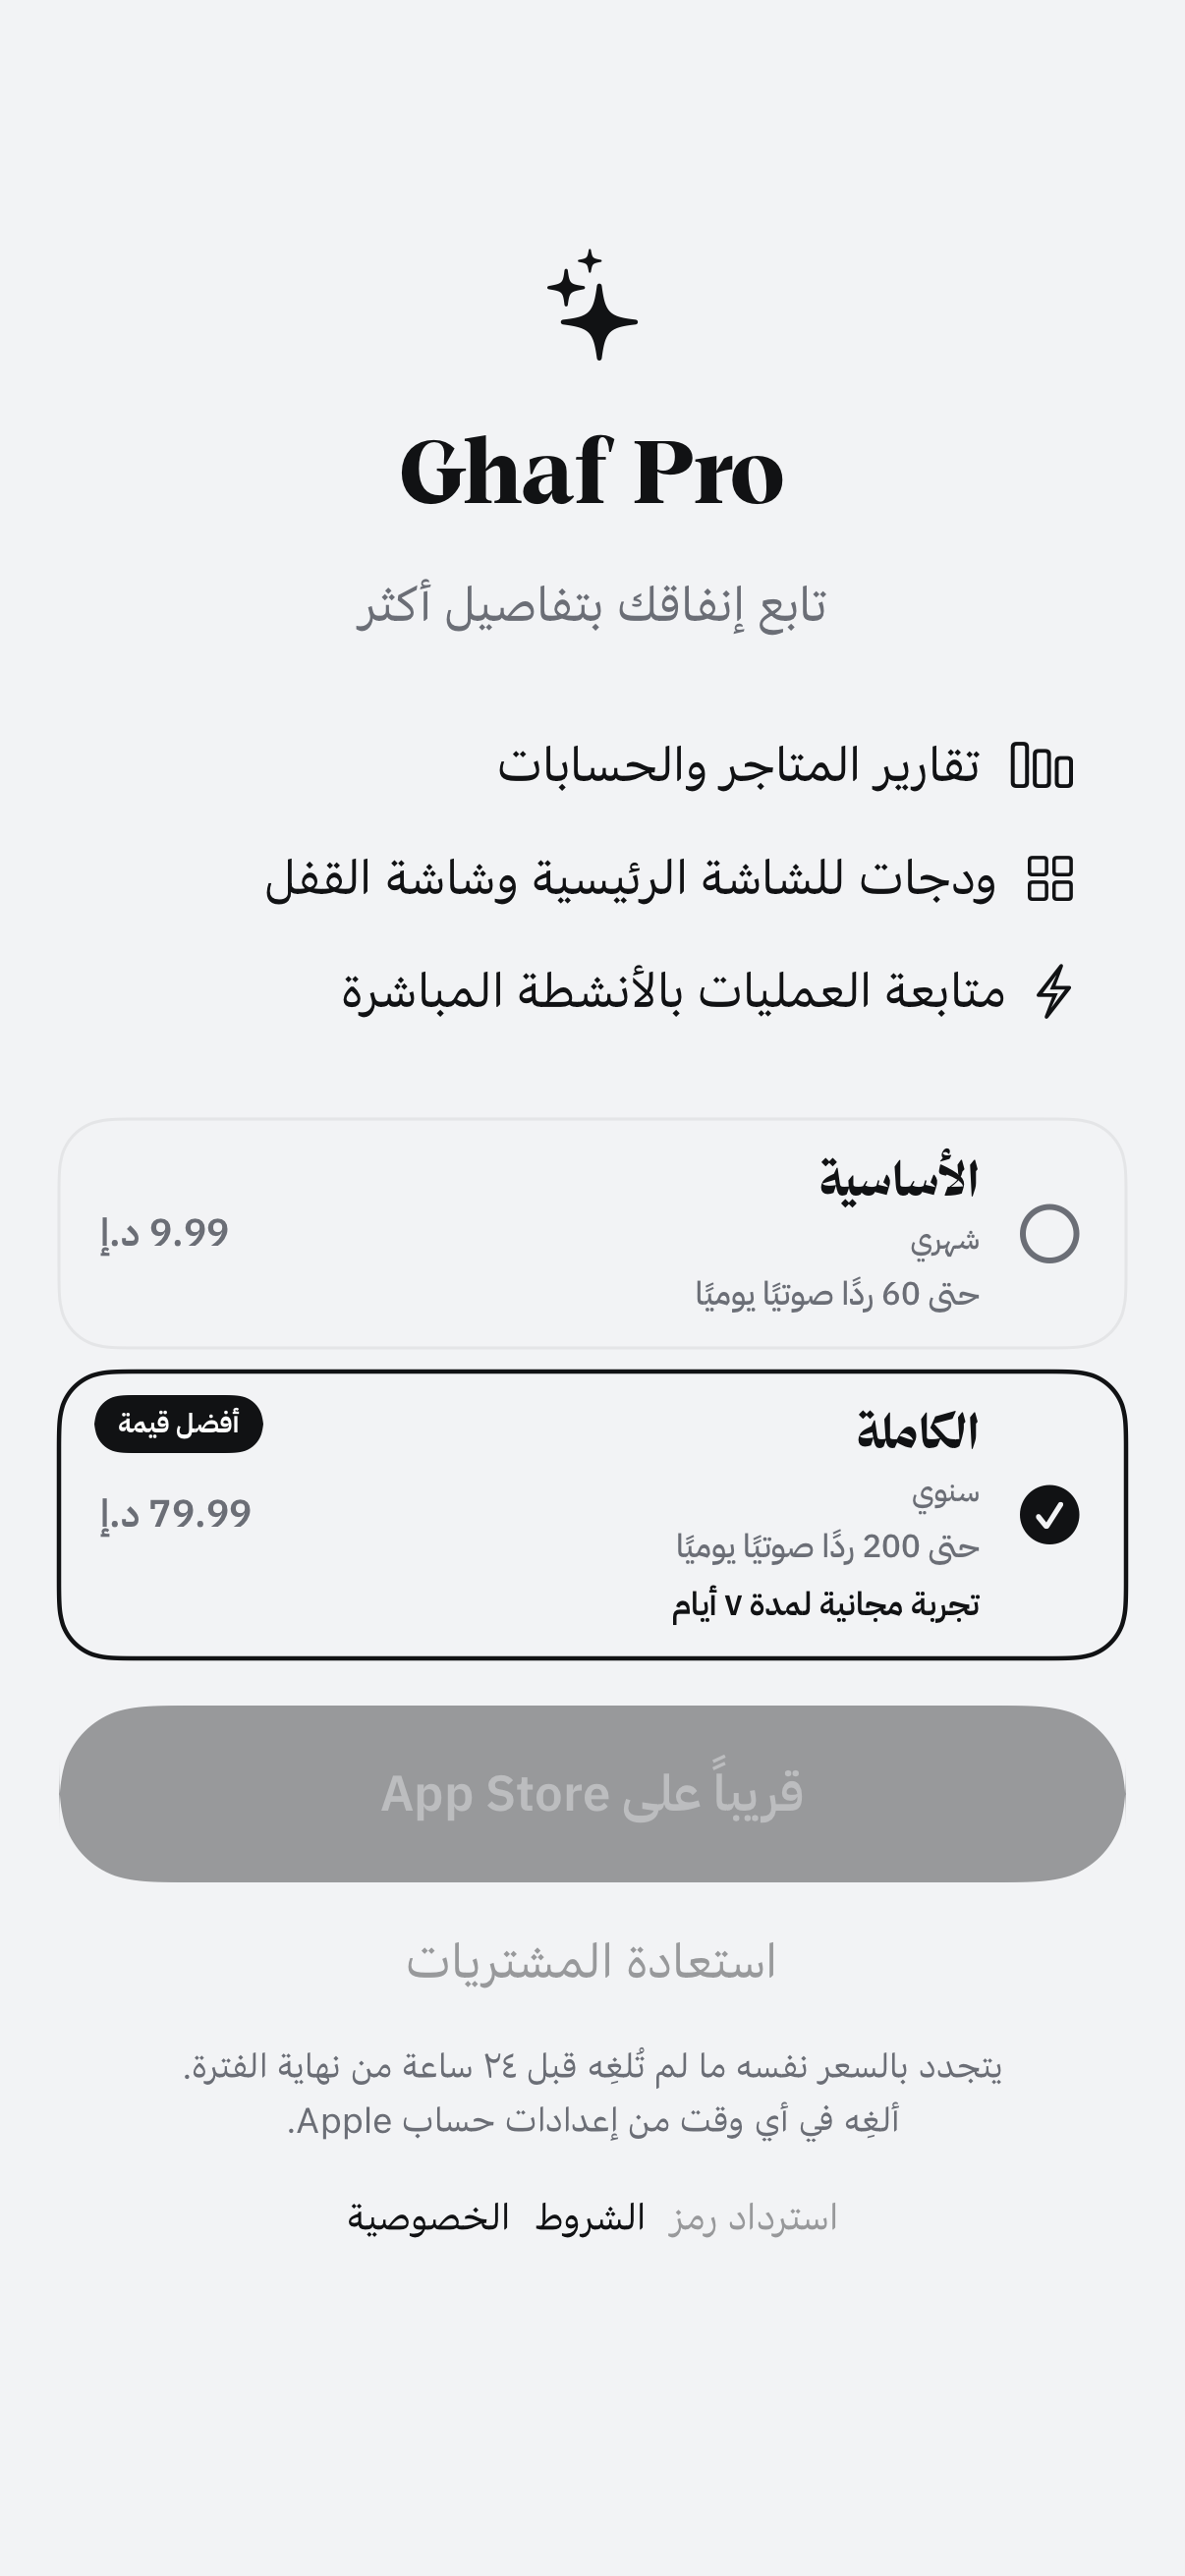 Ghaf Pro
تابع إنفاقك بتفاصيل أكثر
تقارير المتاجر والحسابات
ودجات للشاشة الرئيسية وشاشة القفل
متابعة العمليات بالأنشطة المباشرة
الأساسية
شهري
حتى 60 ردًا صوتيًا يوميًا
9.99 د.إ
أفضل قيمة
الكاملة
سنوي
حتى 200 ردًا صوتيًا يوميًا
تجربة مجانية لمدة ٧ أيام
79.99 د.إ
قريباً على App Store
استعادة المشتريات
يتجدد بالسعر نفسه ما لم تُلغِه قبل ٢٤ ساعة من نهاية الفترة.
ألغِه في أي وقت من إعدادات حساب Apple.
استرداد رمز الشروط الخصوصية